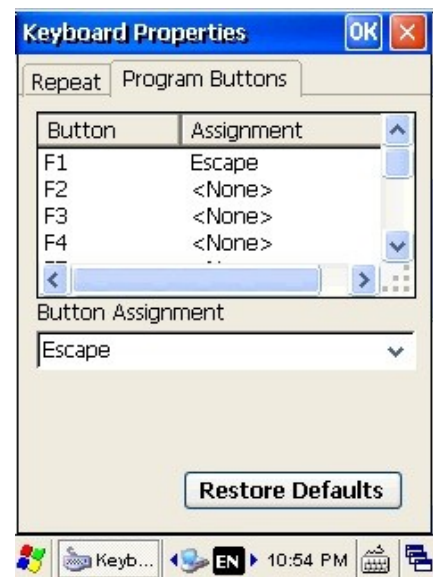 Keyboard Properties OK
Repeat Program Buttons
Button Assignment
F1 Escape
F2 <None>
F3 <None>
F4 <None>
Button Assignment
Escape
Restore Defaults
Keyb... EN 10:54 PM